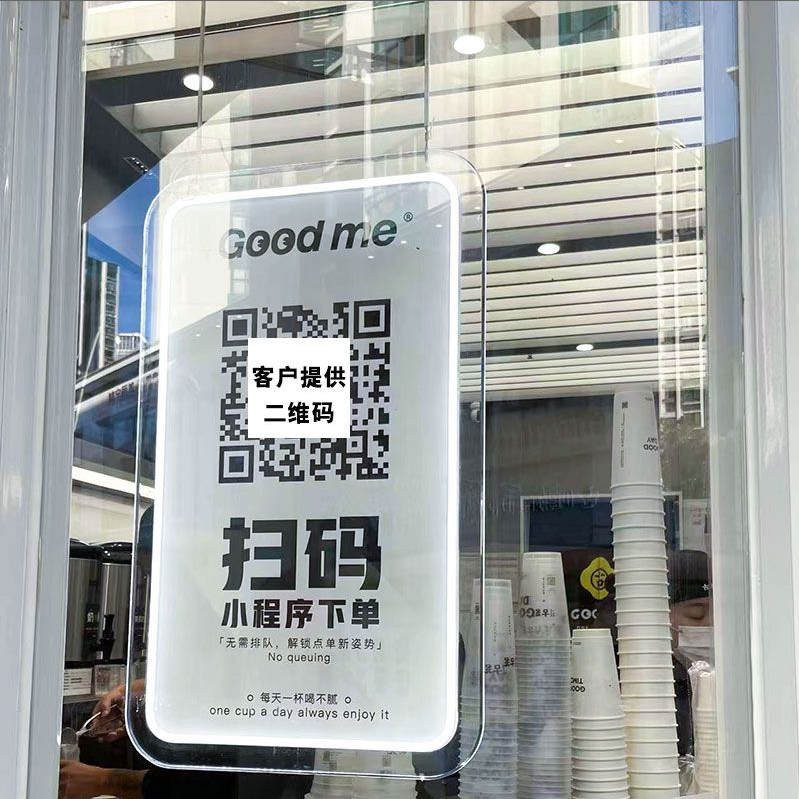 Good me®
客户提供
二维码
扫码
小程序下单
「无需排队，解锁点单新姿势」
No queuing
每天一杯喝不腻
one cup a day always enjoy it